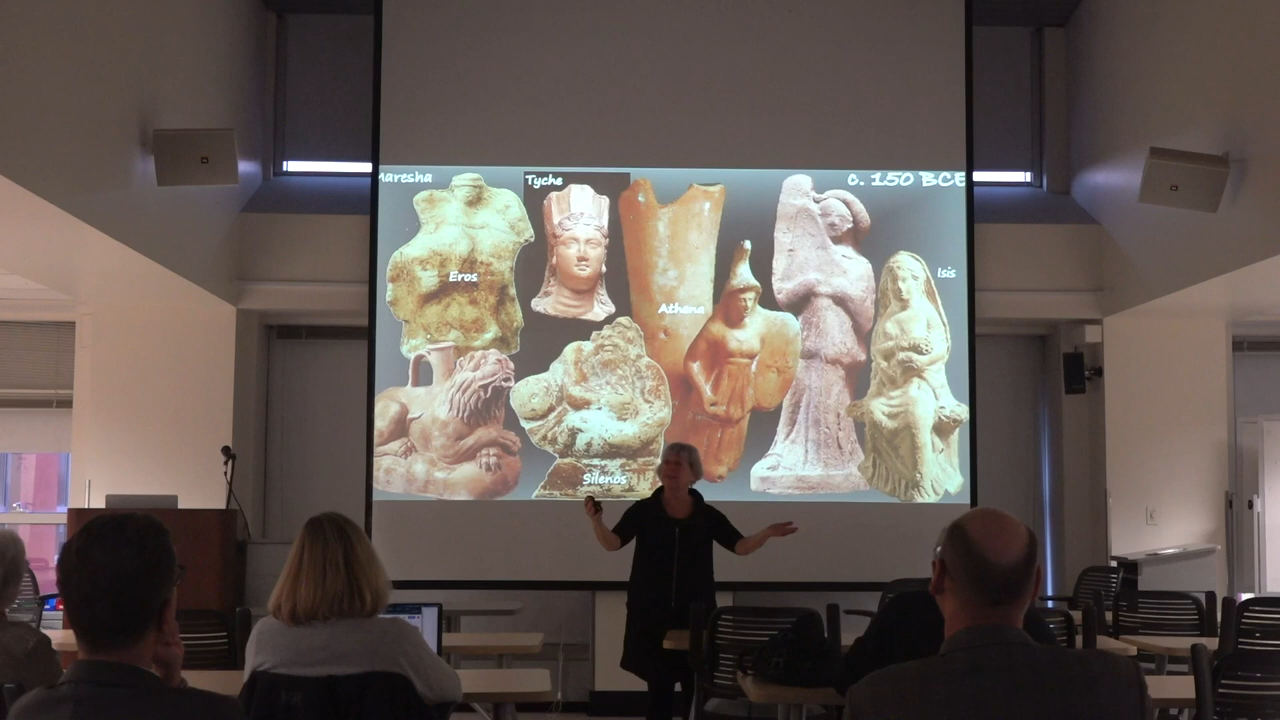 Maresha
Tyche
c. 150 BCE
Eros
Isis
Athena
Silenos